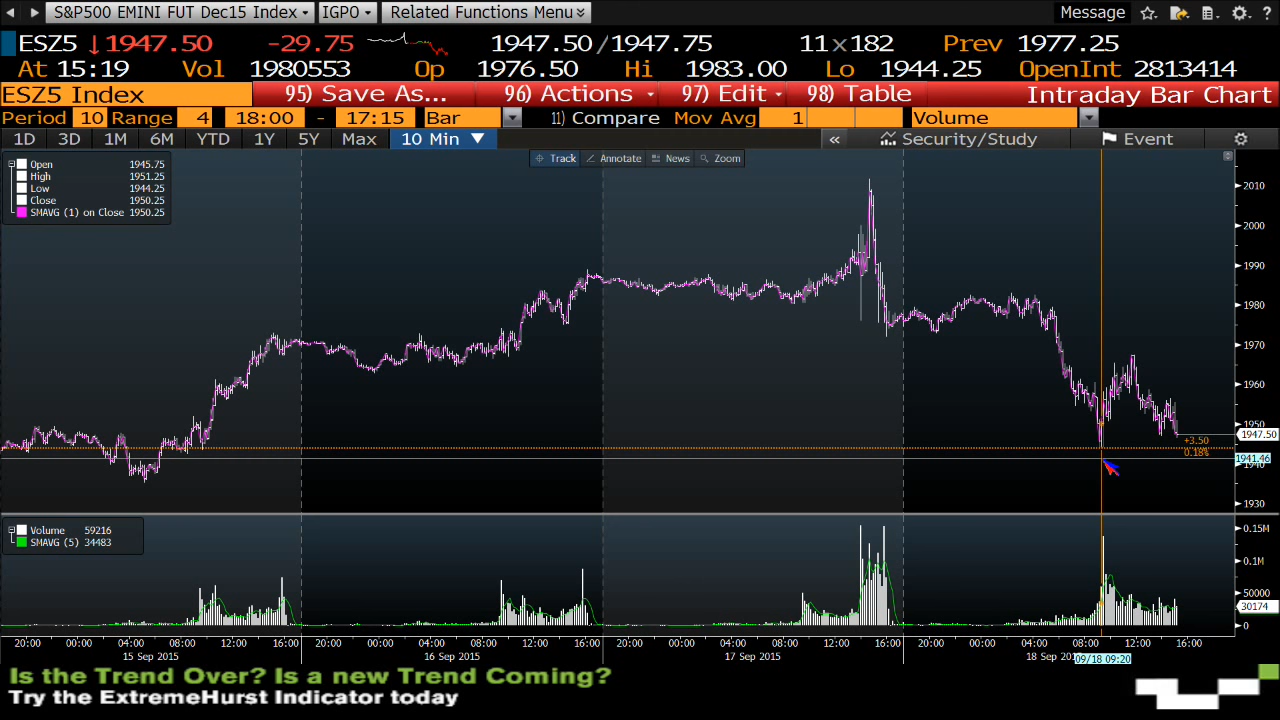 S&P500 EMINI FUT Dec15 Index IGPO Related Functions Menu Message ?
ESZ5 ↓1947.50 -29.75 1947.50/1947.75 11×182 Prev 1977.25
At 15:19 Vol 1980553 Op 1976.50 Hi 1983.00 Lo 1944.25 OpenInt 2813414
ESZ5 Index 95) Save As... 96) Actions 97) Edit 98) Table Intraday Bar Chart
Period 10 Range 4 18:00 - 17:15 Bar 11) Compare Mov Avg 1 Volume
1D 3D 1M 6M YTD 1Y 5Y Max 10 Min ▼ « Security/Study Event
Track Annotate News Zoom
Open 1945.75
High 1951.25
Low 1944.25
Close 1950.25
SMAVG (1) on Close 1950.25
2010
2000
1990
1980
1970
1960
1950
1947.50
+3.50
0.18%
1941.46
1940
1930
Volume 59216
SMAVG (5) 34483
0.15M
0.1M
50000
30174
0
20:00 00:00 04:00 08:00 12:00 16:00 20:00 00:00 04:00 08:00 12:00 16:00 20:00 00:00 04:00 08:00 12:00 16:00 20:00 00:00 04:00 08:00 12:00 16:00
15 Sep 2015 16 Sep 2015 17 Sep 2015 18 Sep 09/18 09:20
Is the Trend Over? Is a new Trend Coming?
Try the ExtremeHurst Indicator today